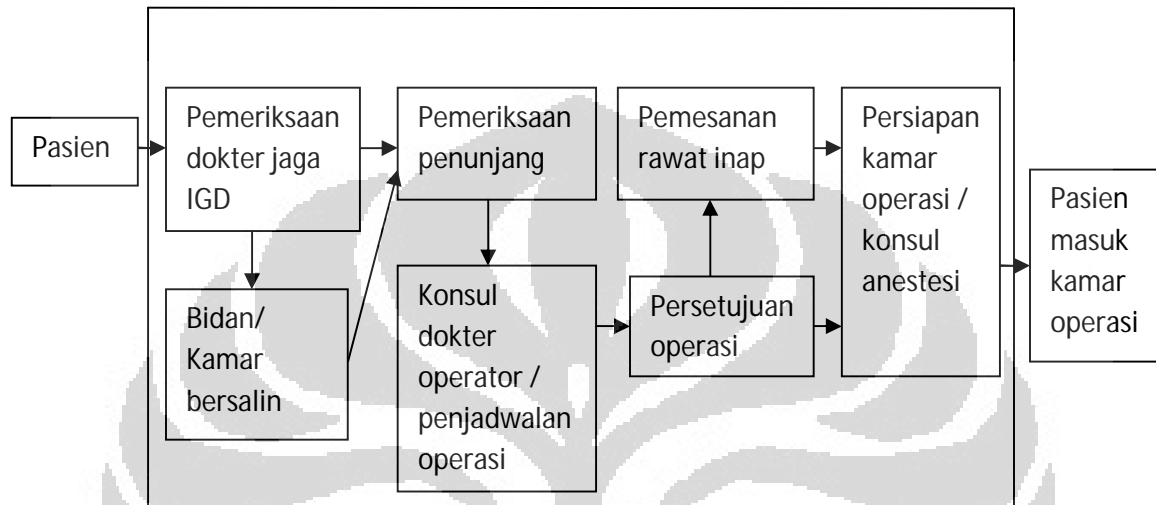 Pasien
Pemeriksaan
dokter jaga
IGD
Bidan/
Kamar
bersalin
Pemeriksaan
penunjang
Konsul
dokter
operator /
penjadwalan
operasi
Pemesanan
rawat inap
Persetujuan
operasi
Persiapan
kamar
operasi /
konsul
anestesi
Pasien
masuk
kamar
operasi